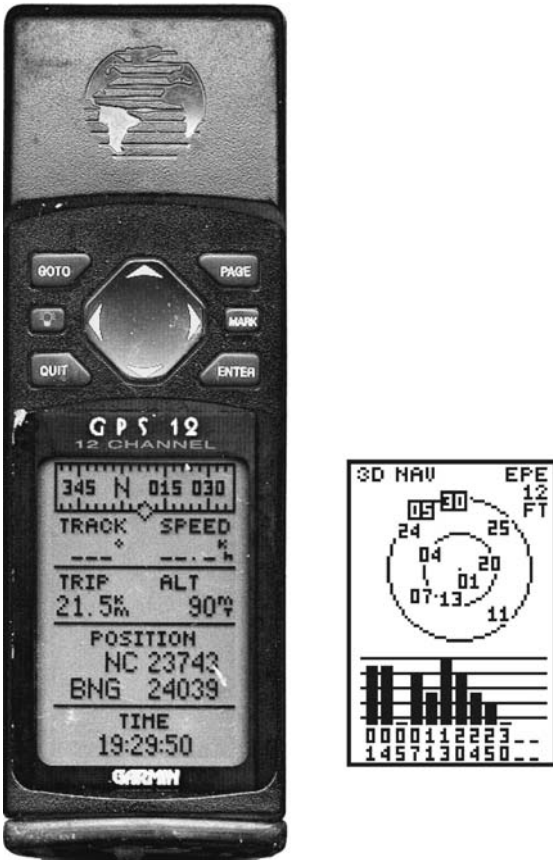 GOTO PAGE
MARK
QUIT ENTER
GPS 12
12 CHANNEL
345 N 015 030
TRACK SPEED
___° __._ K h
TRIP ALT
21.5 K m 90 m T
POSITION
NC 23743
BNG 24039
TIME
19:29:50
GARMIN
3D NAV EPE
12
FT
05 30
24 25
04 20
01
07 13
11
0 0 0 0 1 1 2 2 2 3 _ _
1 4 5 7 1 3 0 4 5 0 _ _